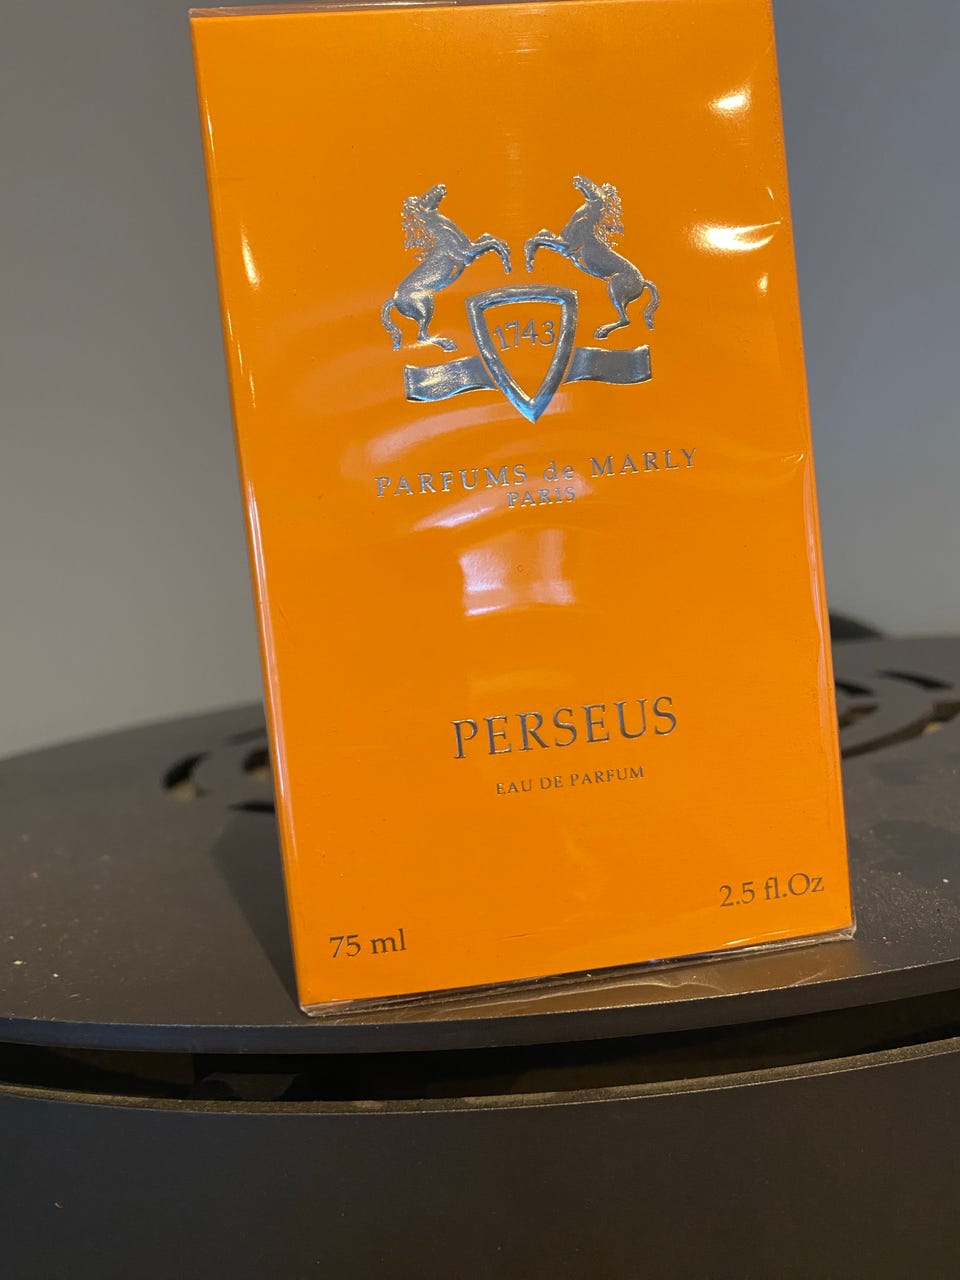 1743
PARFUMS de MARLY
PARIS
PERSEUS
EAU DE PARFUM
75 ml
2.5 fl.Oz